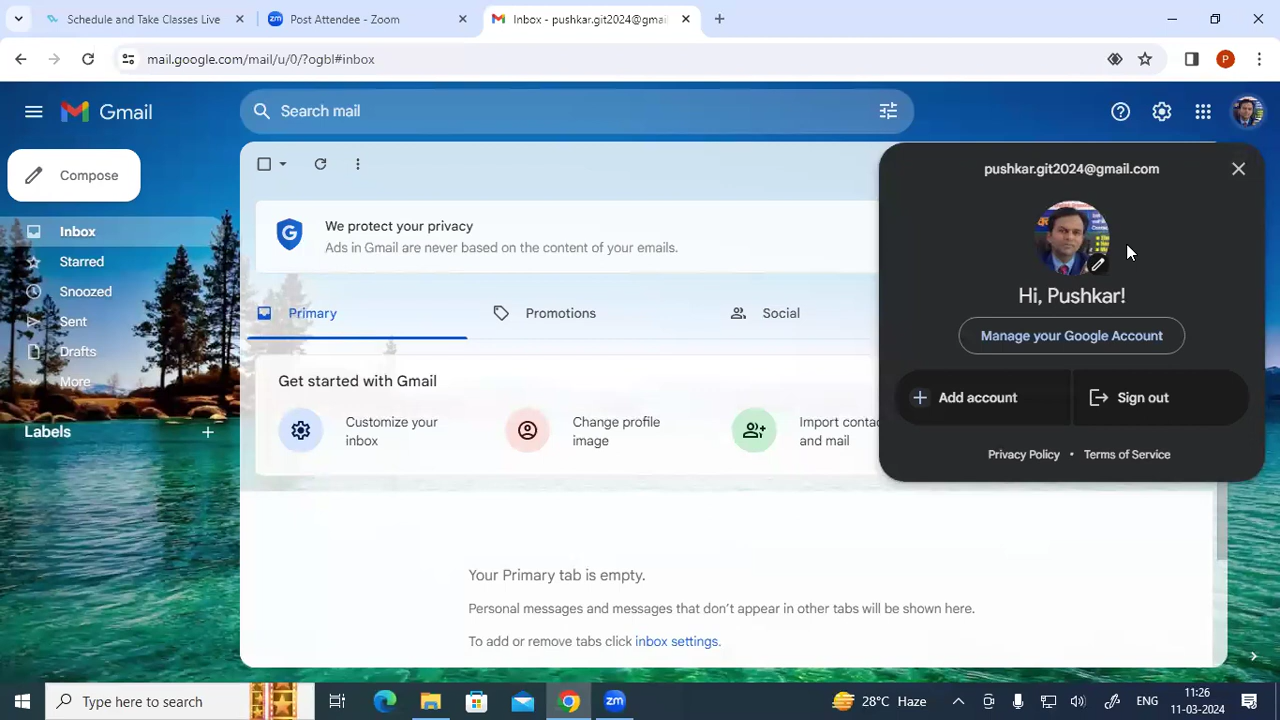 Schedule and Take Classes Live
Post Attendee - Zoom
Inbox - pushkar.git2024@gmai
mail.google.com/mail/u/0/?ogbl#inbox
P
Gmail
Search mail
Compose
Inbox
Starred
Snoozed
Sent
Drafts
More
Labels
We protect your privacy
Ads in Gmail are never based on the content of your emails.
Primary
Promotions
Social
Get started with Gmail
Customize your
inbox
Change profile
image
Import contac
and mail
Your Primary tab is empty.
Personal messages and messages that don't appear in other tabs will be shown here.
To add or remove tabs click inbox settings.
pushkar.git2024@gmail.com
Hi, Pushkar!
Manage your Google Account
Add account
Sign out
Privacy Policy • Terms of Service
Type here to search
zm
28°C Haze
ENG
11:26
11-03-2024